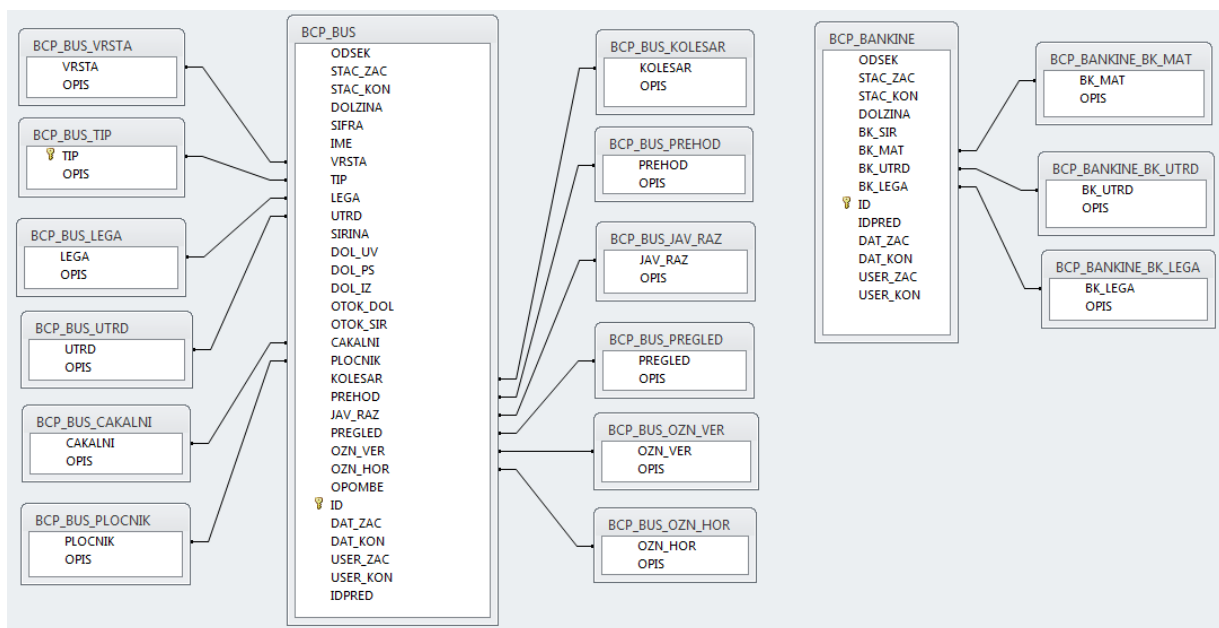 BCP_BUS_VRSTA
VRSTA
OPIS
BCP_BUS_TIP
TIP
OPIS
BCP_BUS_LEGA
LEGA
OPIS
BCP_BUS_UTRD
UTRD
OPIS
BCP_BUS_CAKALNI
CAKALNI
OPIS
BCP_BUS_PLOCNIK
PLOCNIK
OPIS
BCP_BUS
ODSEK
STAC_ZAC
STAC_KON
DOLZINA
SIFRA
IME
VRSTA
TIP
LEGA
UTRD
SIRINA
DOL_UV
DOL_PS
DOL_IZ
OTOK_DOL
OTOK_SIR
CAKALNI
PLOCNIK
KOLESAR
PREHOD
JAV_RAZ
PREGLED
OZN_VER
OZN_HOR
OPOMBE
ID
DAT_ZAC
DAT_KON
USER_ZAC
USER_KON
IDPRED
BCP_BUS_KOLESAR
KOLESAR
OPIS
BCP_BUS_PREHOD
PREHOD
OPIS
BCP_BUS_JAV_RAZ
JAV_RAZ
OPIS
BCP_BUS_PREGLED
PREGLED
OPIS
BCP_BUS_OZN_VER
OZN_VER
OPIS
BCP_BUS_OZN_HOR
OZN_HOR
OPIS
BCP_BANKINE
ODSEK
STAC_ZAC
STAC_KON
DOLZINA
BK_SIR
BK_MAT
BK_UTRD
BK_LEGA
ID
IDPRED
DAT_ZAC
DAT_KON
USER_ZAC
USER_KON
BCP_BANKINE_BK_MAT
BK_MAT
OPIS
BCP_BANKINE_BK_UTRD
BK_UTRD
OPIS
BCP_BANKINE_BK_LEGA
BK_LEGA
OPIS